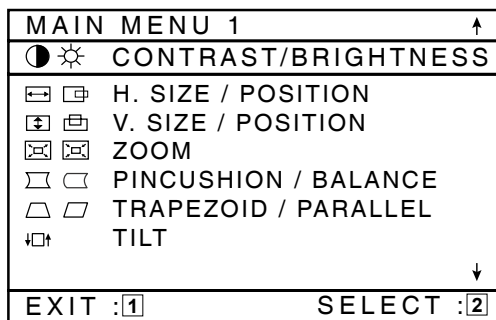 MAIN MENU 1
CONTRAST/BRIGHTNESS
H. SIZE / POSITION
V. SIZE / POSITION
ZOOM
PINCUSHION / BALANCE
TRAPEZOID / PARALLEL
TILT
EXIT :1 SELECT :2